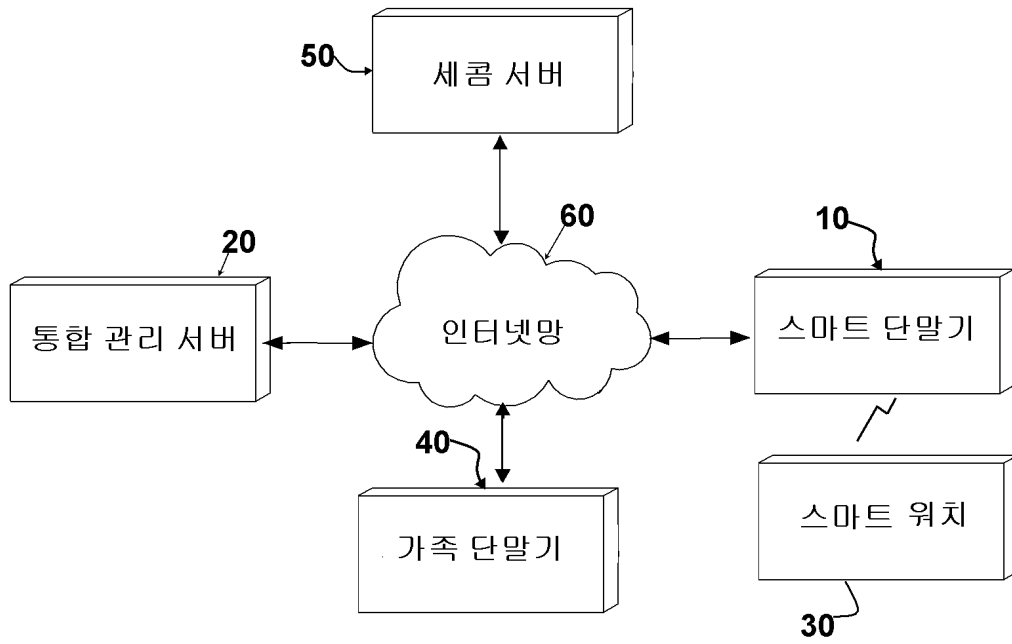 50
세콤 서버
60
10
20
통합 관리 서버
인터넷망
스마트 단말기
40
가족 단말기
스마트 워치
30